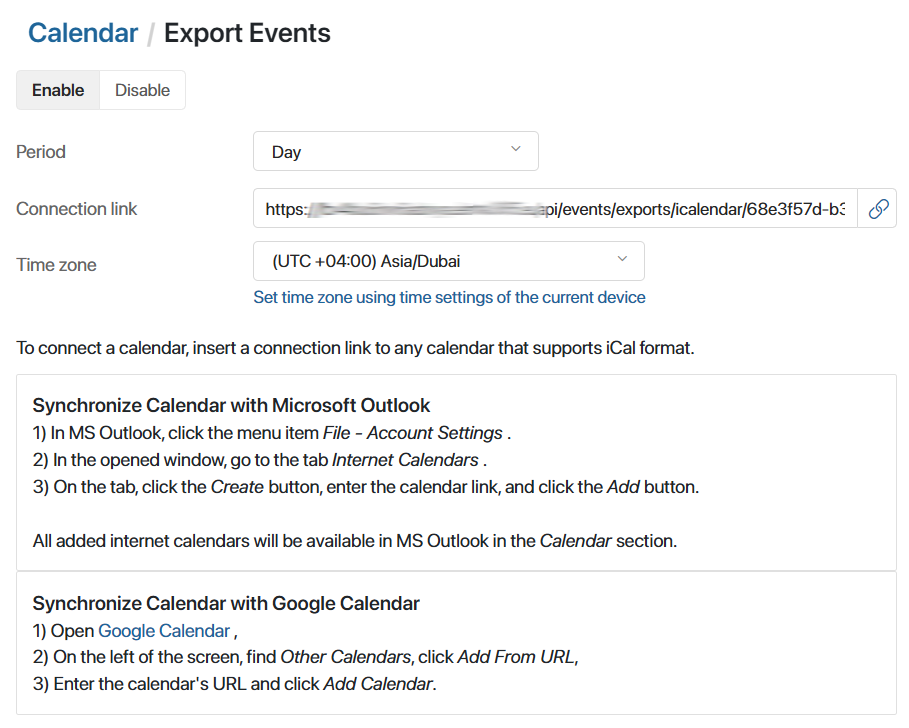 Calendar / Export Events
Enable Disable
Period Day
Connection link https: pi/events/exports/icalendar/68e3f57d-b3
Time zone (UTC +04:00) Asia/Dubai
Set time zone using time settings of the current device
To connect a calendar, insert a connection link to any calendar that supports iCal format.
Synchronize Calendar with Microsoft Outlook
1) In MS Outlook, click the menu item File - Account Settings .
2) In the opened window, go to the tab Internet Calendars .
3) On the tab, click the Create button, enter the calendar link, and click the Add button.
All added internet calendars will be available in MS Outlook in the Calendar section.
Synchronize Calendar with Google Calendar
1) Open Google Calendar ,
2) On the left of the screen, find Other Calendars, click Add From URL,
3) Enter the calendar's URL and click Add Calendar.